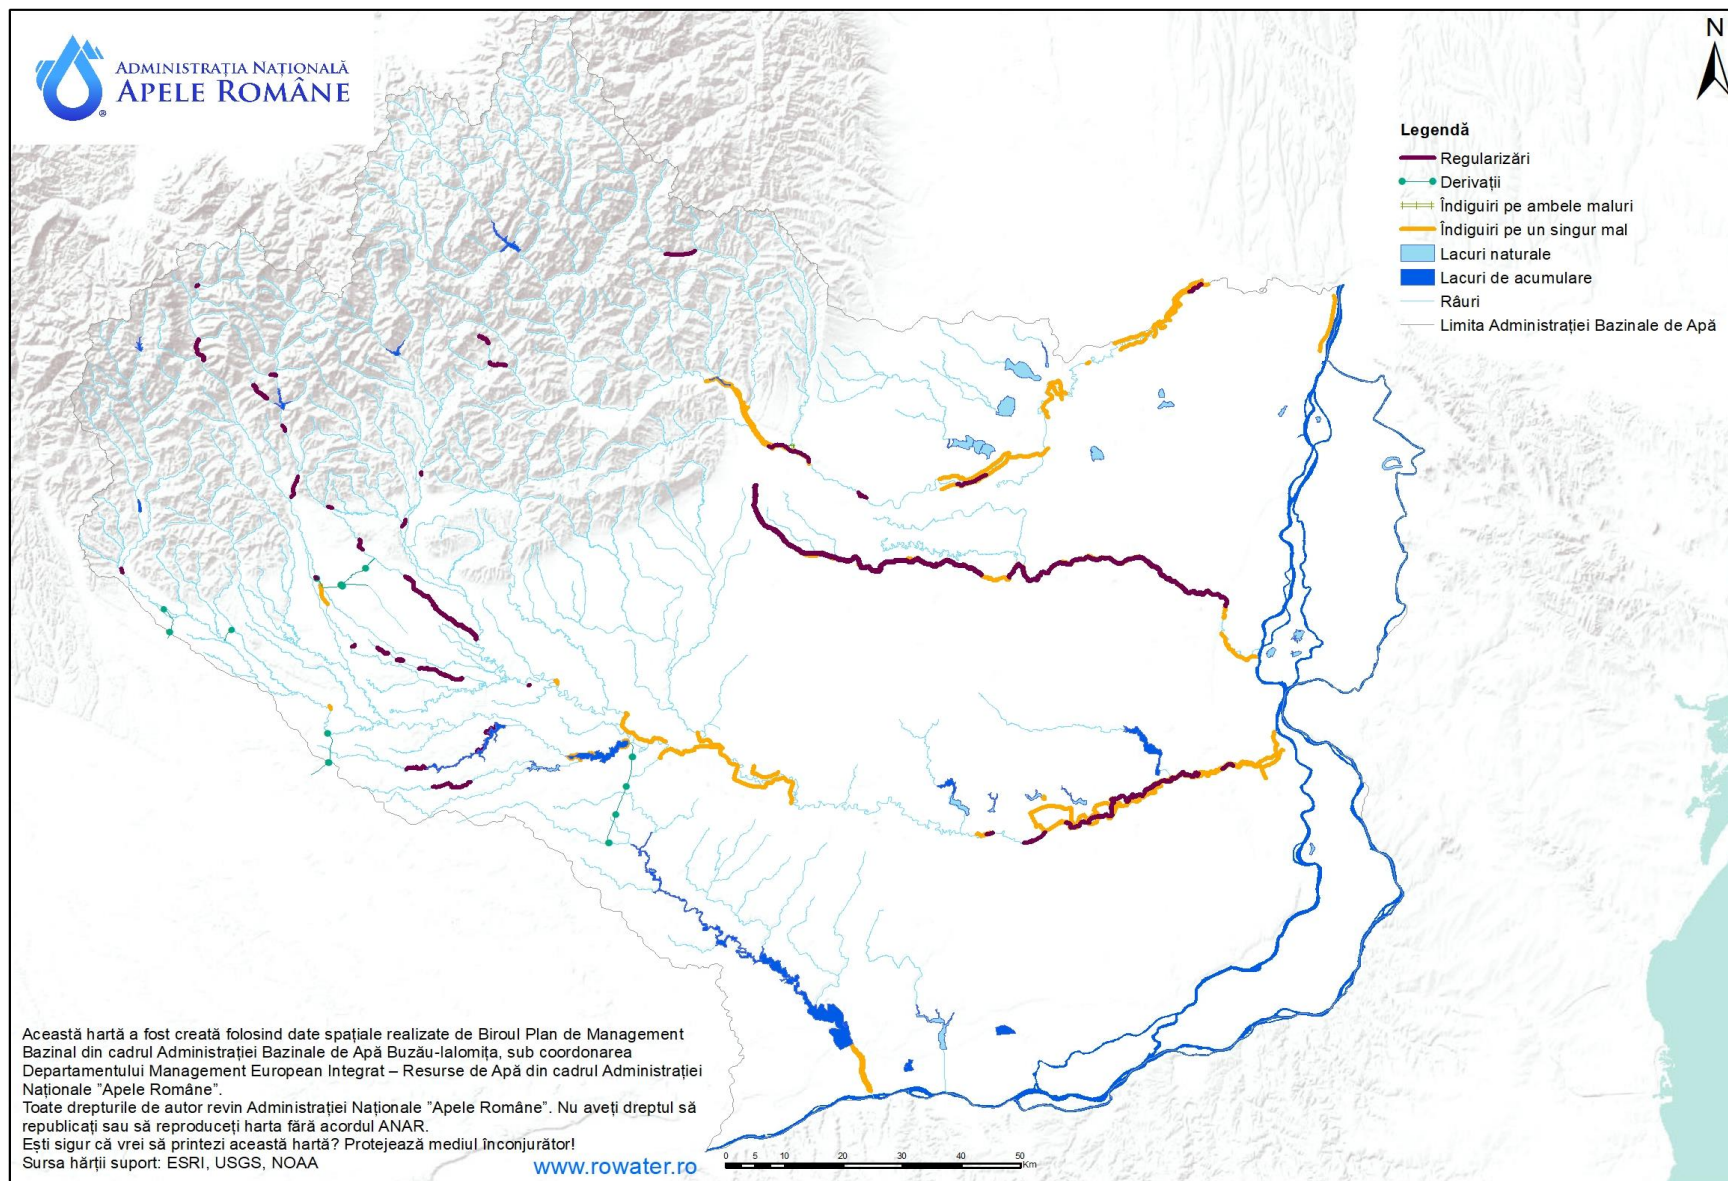 ADMINISTRAȚIA NAȚIONALĂ
APELE ROMÂNE
®
N
Legendă
Regularizări
Derivații
Îndiguiri pe ambele maluri
Îndiguiri pe un singur mal
Lacuri naturale
Lacuri de acumulare
Râuri
Limita Administrației Bazinale de Apă
Această hartă a fost creată folosind date spațiale realizate de Biroul Plan de Management
Bazinal din cadrul Administrației Bazinale de Apă Buzău-Ialomița, sub coordonarea
Departamentului Management European Integrat – Resurse de Apă din cadrul Administrației
Naționale "Apele Române".
Toate drepturile de autor revin Administrației Naționale "Apele Române". Nu aveți dreptul să
republicați sau să reproduceți harta fără acordul ANAR.
Ești sigur că vrei să printezi această hartă? Protejează mediul înconjurător!
Sursa hărții suport: ESRI, USGS, NOAA
www.rowater.ro
0 5 10 20 30 40 50
Km